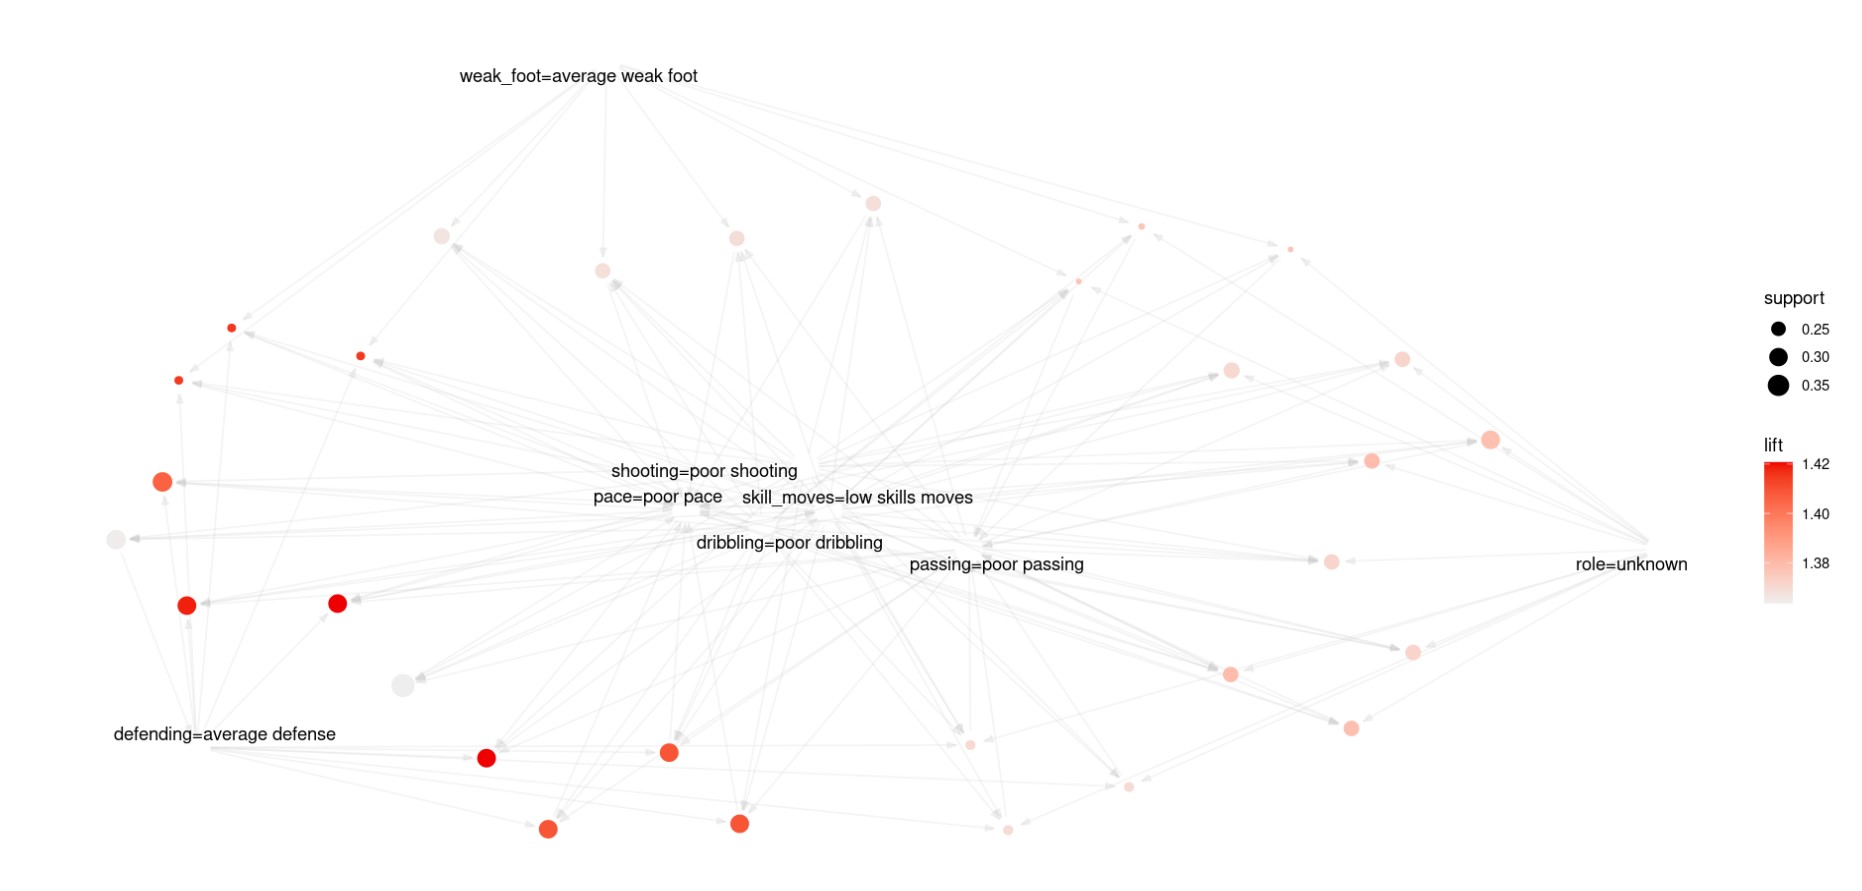 weak_foot=average weak foot
support
0.25
0.30
0.35
lift
1.42
1.40
1.38
shooting=poor shooting
pace=poor pace
skill_moves=low skills moves
dribbling=poor dribbling
passing=poor passing
role=unknown
defending=average defense